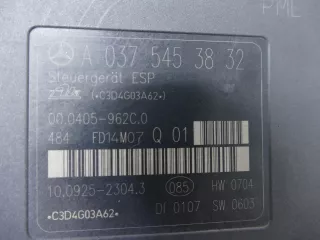 PML
A 037 545 38 32
Steuergerät ESP
(*C3D4G03A62*)
00.0405-962C.0
484 FD14M07 Q 01
10.0925-2304.3 085 HW 0704
*C3D4G03A62* DI 0107 SW 0603